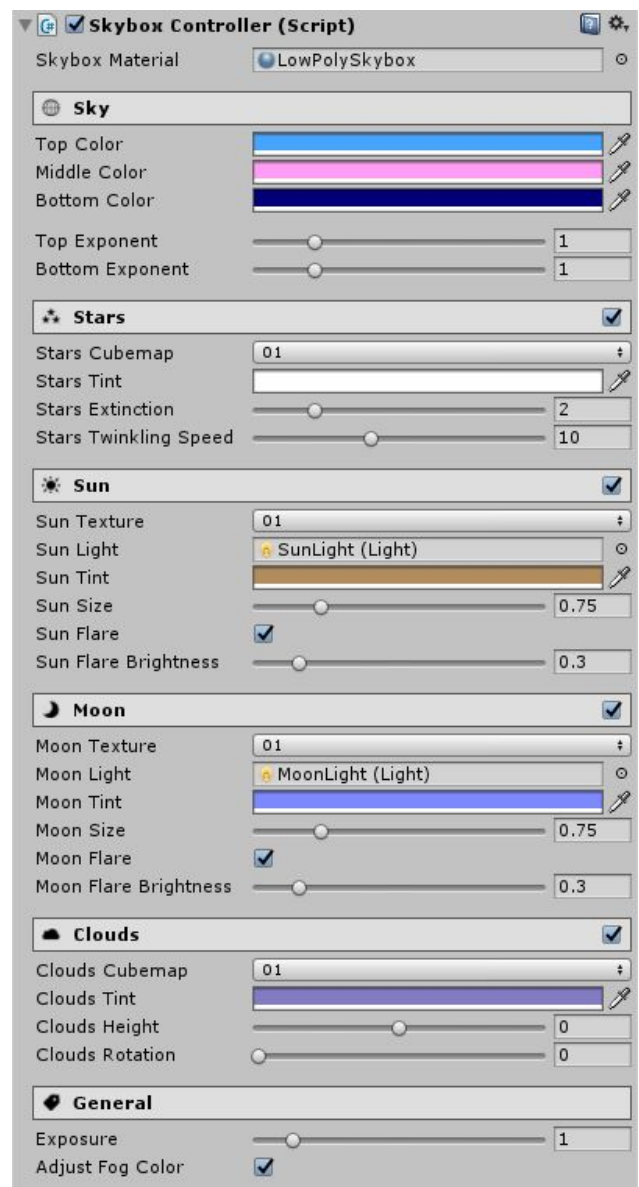 Skybox Controller (Script)
Skybox Material LowPolySkybox
Sky
Top Color
Middle Color
Bottom Color
Top Exponent 1
Bottom Exponent 1
Stars
Stars Cubemap 01
Stars Tint
Stars Extinction 2
Stars Twinkling Speed 10
Sun
Sun Texture 01
Sun Light SunLight (Light)
Sun Tint
Sun Size 0.75
Sun Flare
Sun Flare Brightness 0.3
Moon
Moon Texture 01
Moon Light MoonLight (Light)
Moon Tint
Moon Size 0.75
Moon Flare
Moon Flare Brightness 0.3
Clouds
Clouds Cubemap 01
Clouds Tint
Clouds Height 0
Clouds Rotation 0
General
Exposure 1
Adjust Fog Color